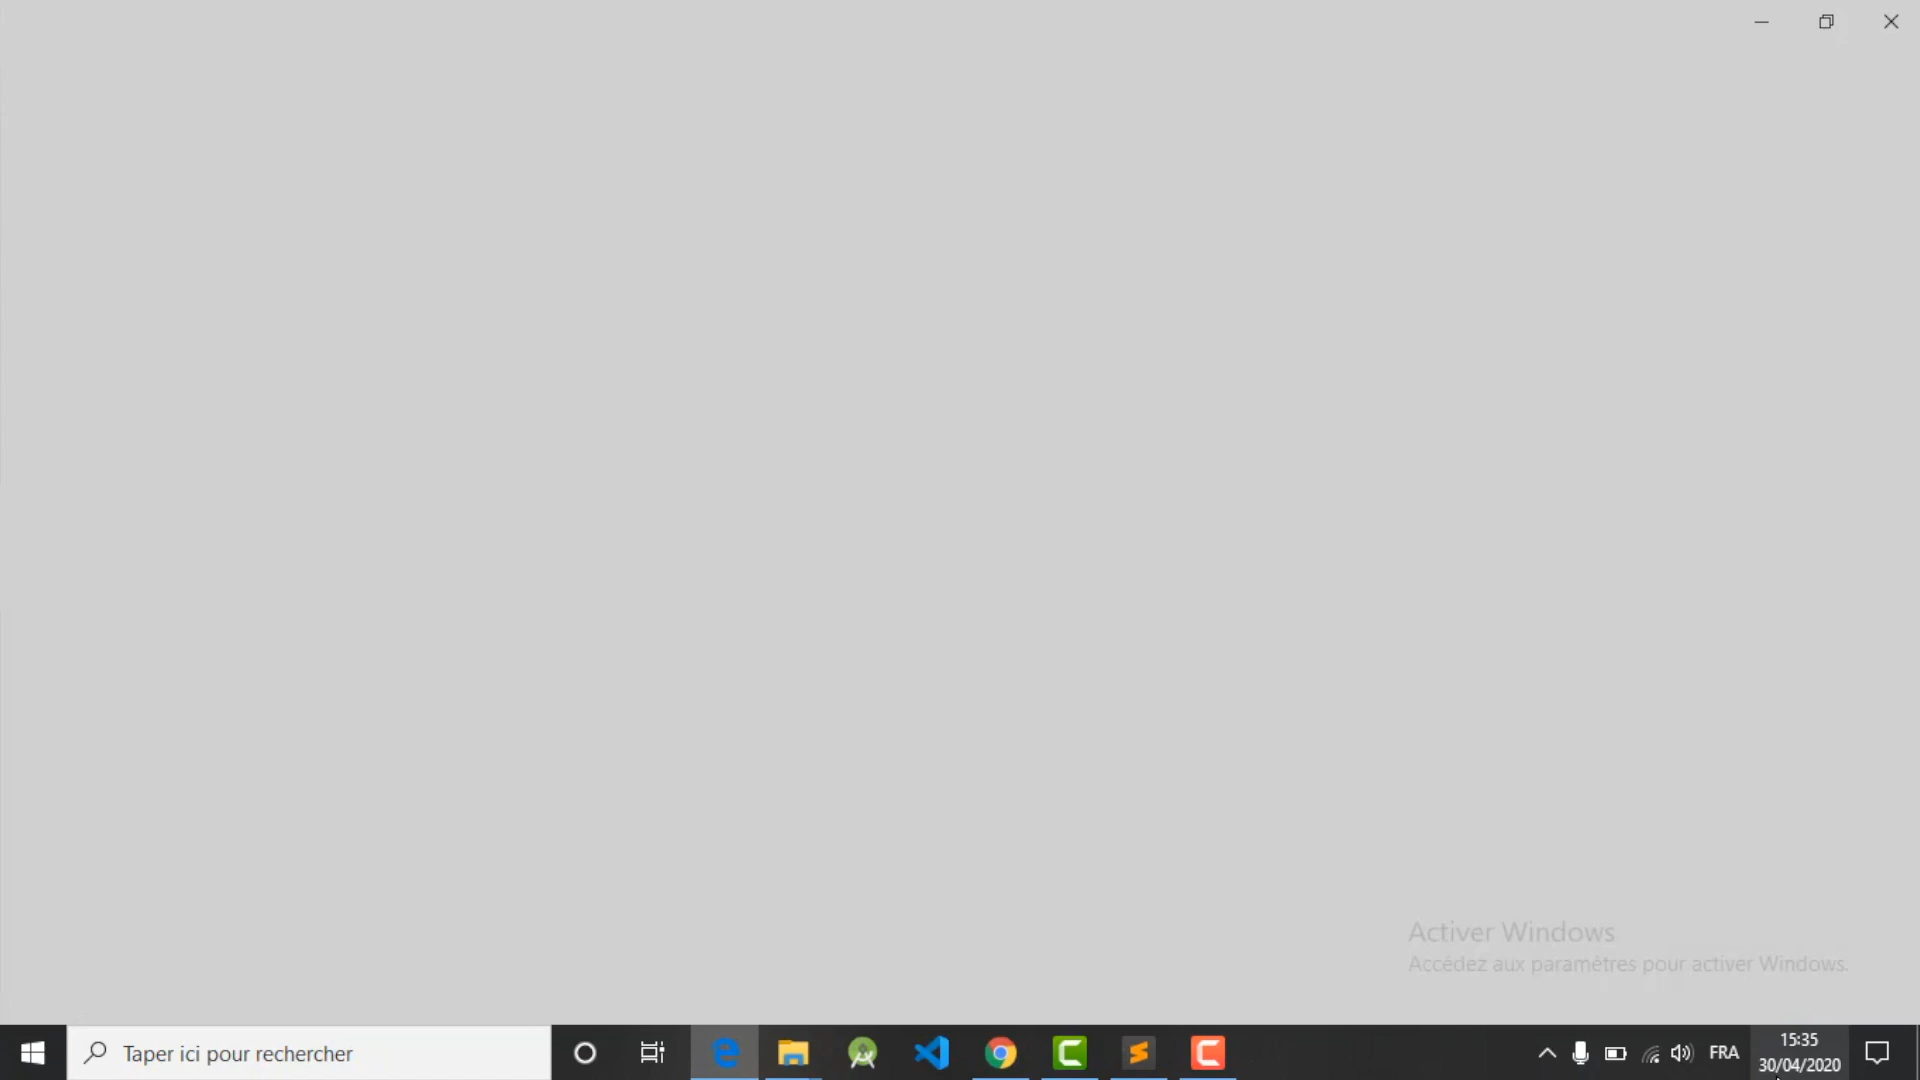 Activer Windows
Accédez aux paramètres pour activer Windows.
Taper ici pour rechercher
FRA
15:35
30/04/2020